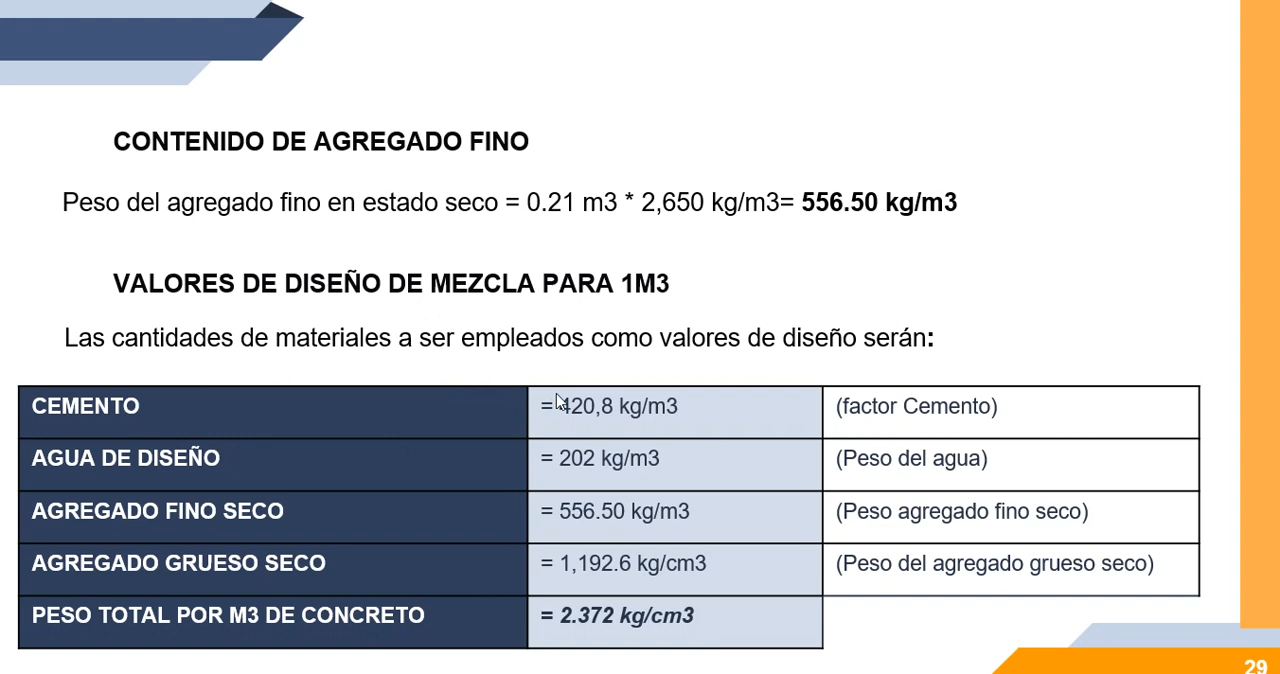 CONTENIDO DE AGREGADO FINO
Peso del agregado fino en estado seco = 0.21 m3 * 2,650 kg/m3= 556.50 kg/m3
VALORES DE DISEÑO DE MEZCLA PARA 1M3
Las cantidades de materiales a ser empleados como valores de diseño serán:
CEMENTO = 420,8 kg/m3 (factor Cemento)
AGUA DE DISEÑO = 202 kg/m3 (Peso del agua)
AGREGADO FINO SECO = 556.50 kg/m3 (Peso agregado fino seco)
AGREGADO GRUESO SECO = 1,192.6 kg/cm3 (Peso del agregado grueso seco)
PESO TOTAL POR M3 DE CONCRETO = 2.372 kg/cm3
29